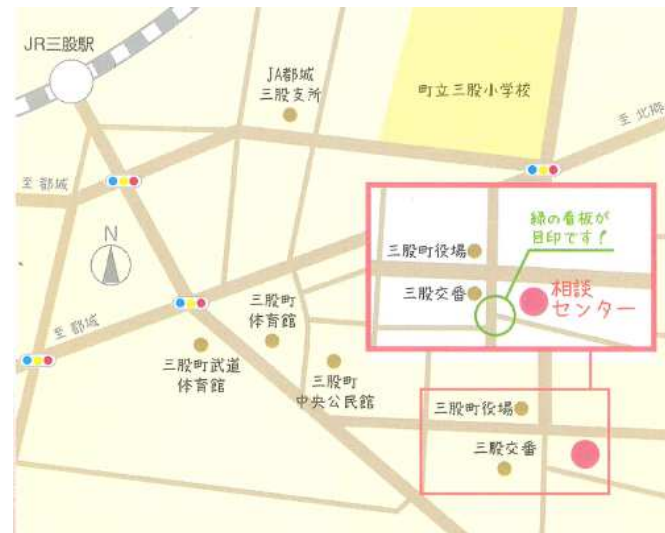 JR三股駅
JA都城
三股支所
町立三股小学校
至 北郷
至 都城
N
緑の看板が
目印です!
三股町役場
三股交番
相談
センター
至 都城
三股町
体育館
三股町武道
体育館
三股町
中央公民館
三股町役場
三股交番